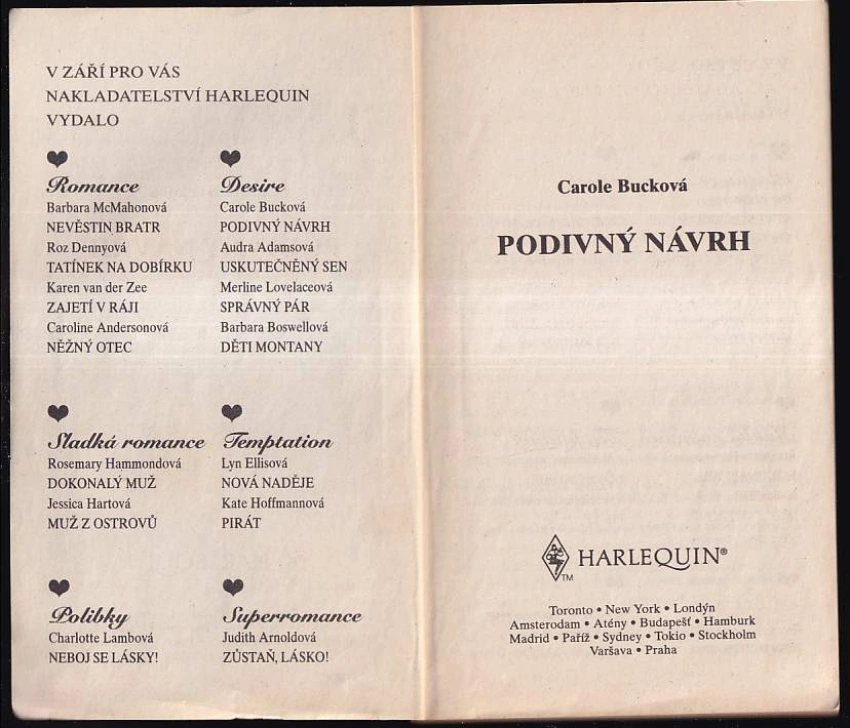 V ZÁŘÍ PRO VÁS
NAKLADATELSTVÍ HARLEQUIN
VYDALO
Romance
Barbara McMahonová
NEVĚSTIN BRATR
Roz Dennyová
TATÍNEK NA DOBÍRKU
Karen van der Zee
ZAJETÍ V RÁJI
Caroline Andersonová
NĚŽNÝ OTEC
Desire
Carole Bucková
PODIVNÝ NÁVRH
Audra Adamsová
USKUTEČNĚNÝ SEN
Merline Lovelaceová
SPRÁVNÝ PÁR
Barbara Boswellová
DĚTI MONTANY
Sladká romance
Rosemary Hammondová
DOKONALÝ MUŽ
Jessica Hartová
MUŽ Z OSTROVŮ
Temptation
Lyn Ellisová
NOVÁ NADĚJE
Kate Hoffmannová
PIRÁT
Polibky
Charlotte Lambová
NEBOJ SE LÁSKY!
Superromance
Judith Arnoldová
ZŮSTAŇ, LÁSKO!
Carole Bucková
PODIVNÝ NÁVRH
TM HARLEQUIN®
Toronto • New York • Londýn
Amsterodam • Atény • Budapešť • Hamburk
Madrid • Paříž • Sydney • Tokio • Stockholm
Varšava • Praha